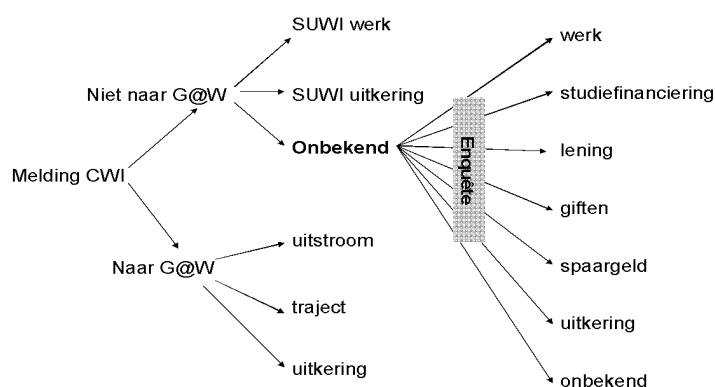 SUWI werk
werk
Niet naar G@W
SUWI uitkering
studiefinanciering
Onbekend
Enquête
lening
Melding CWI
giften
uitstroom
Naar G@W
spaargeld
traject
uitkering
uitkering
onbekend